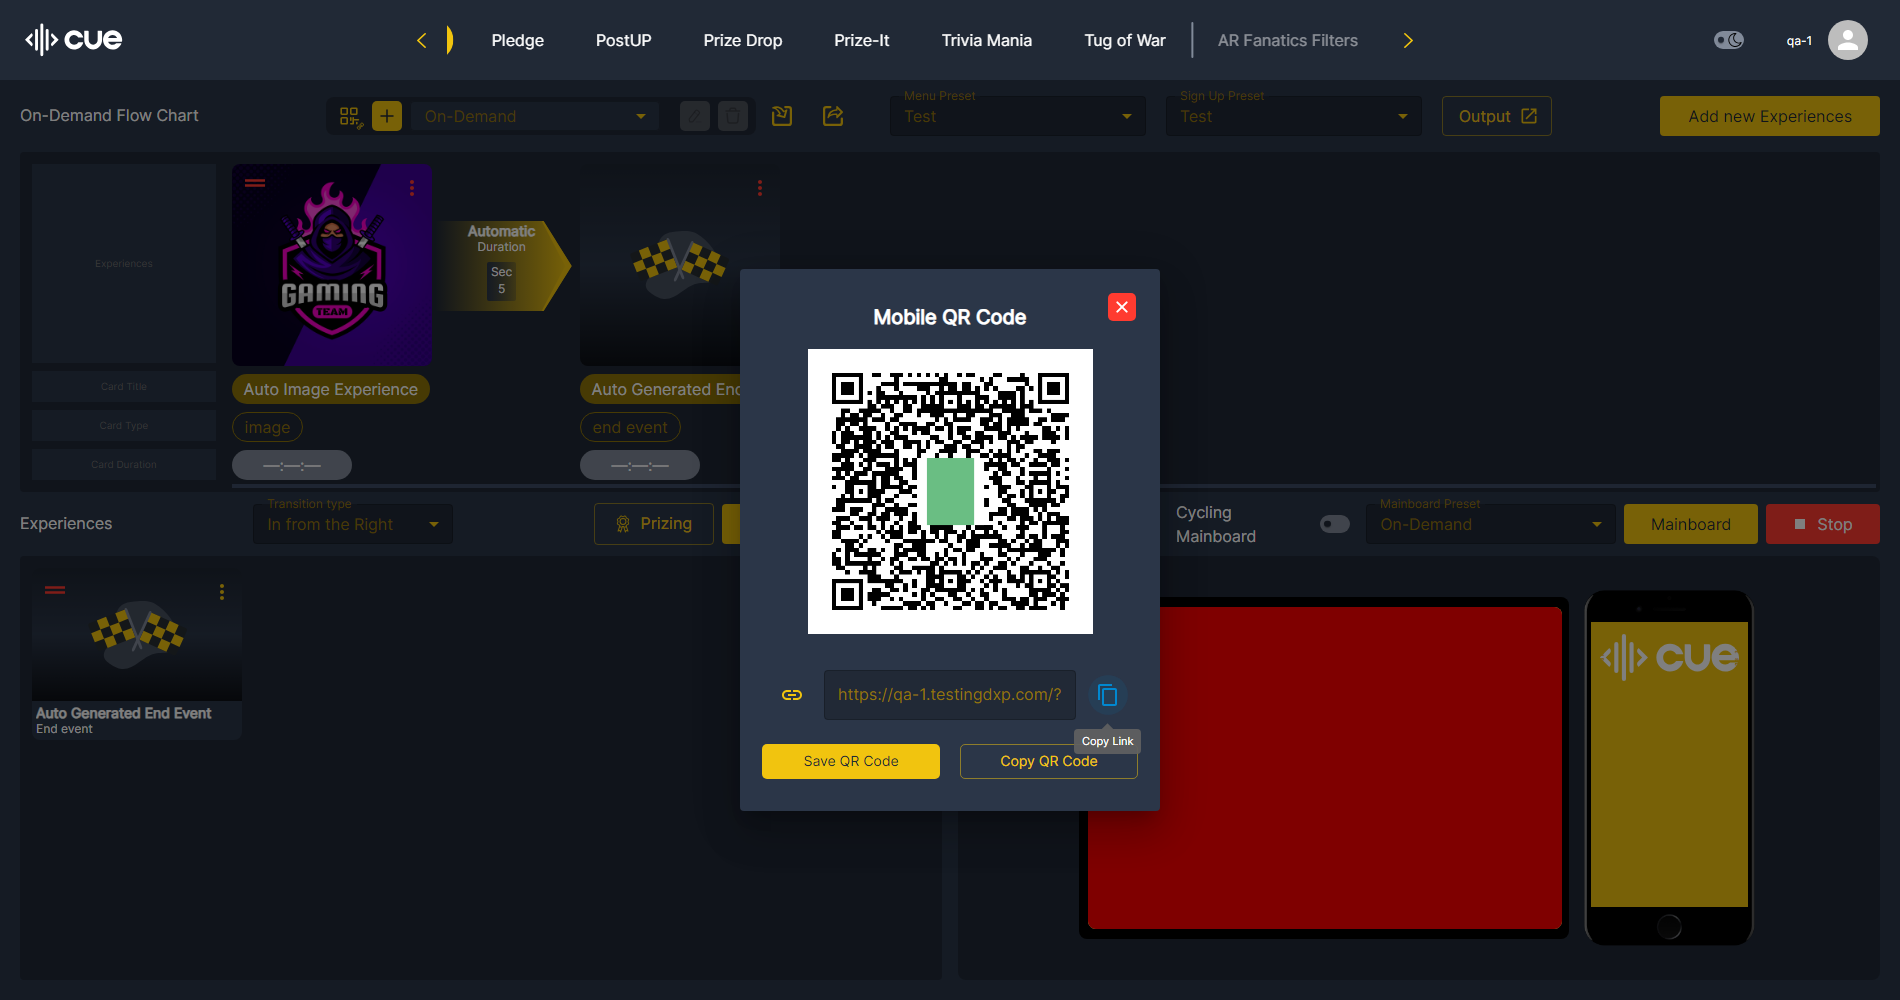 cue
Pledge
PostUP
Prize Drop
Prize-It
Trivia Mania
Tug of War
AR Fanatics Filters
qa-1
On-Demand Flow Chart
On-Demand
Menu Preset
Test
Sign Up Preset
Test
Output
Add new Experiences
Experiences
Card Title
Card Type
Card Duration
GAMING
TEAM
Automatic
Duration
Sec
5
Auto Image Experience
image
—:—:—
Auto Generated End
end event
—:—:—
Mobile QR Code
https://qa-1.testingdxp.com/?
Copy Link
Save QR Code
Copy QR Code
Experiences
Transition type
In from the Right
Prizing
Cycling
Mainboard
Mainboard Preset
On-Demand
Mainboard
Stop
Auto Generated End Event
End event
cue